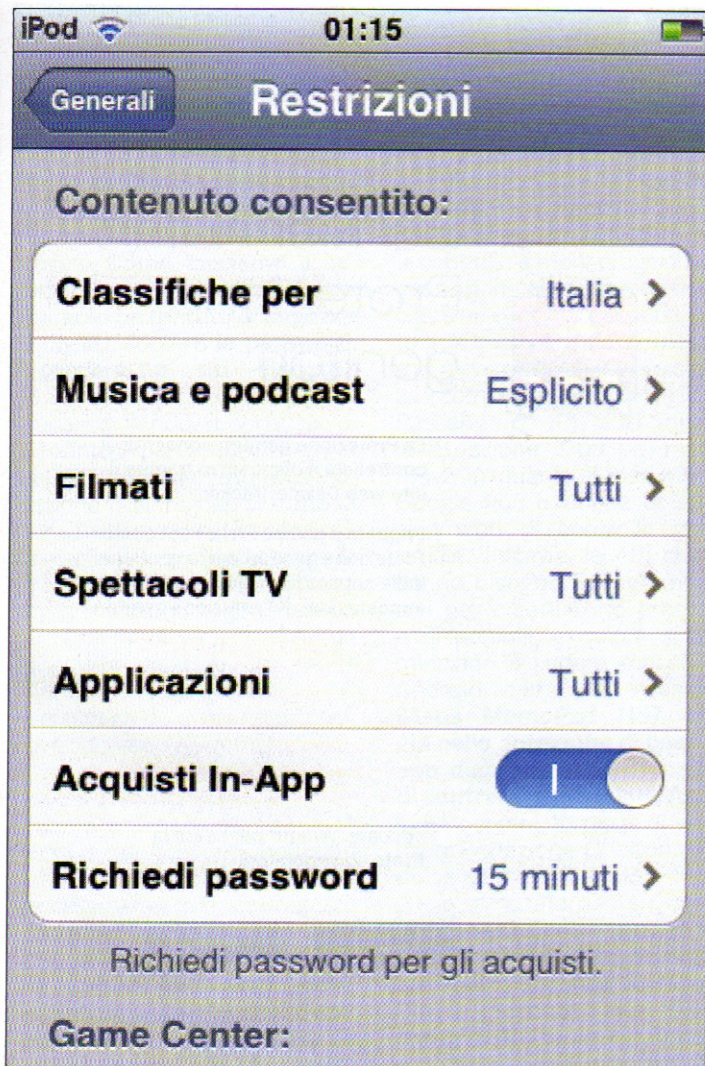 iPod 01:15
Generali Restrizioni
Contenuto consentito:
Classifiche per Italia
Musica e podcast Esplicito
Filmati Tutti
Spettacoli TV Tutti
Applicazioni Tutti
Acquisti In-App
Richiedi password 15 minuti
Richiedi password per gli acquisti.
Game Center: